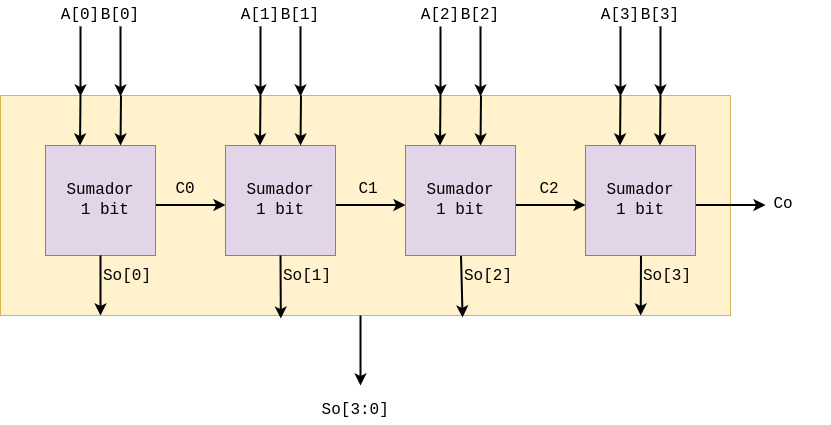 A[0] B[0] A[1] B[1] A[2] B[2] A[3] B[3]
Sumador
1 bit
C0
Sumador
1 bit
C1
Sumador
1 bit
C2
Sumador
1 bit
Co
So[0] So[1] So[2] So[3]
So[3:0]